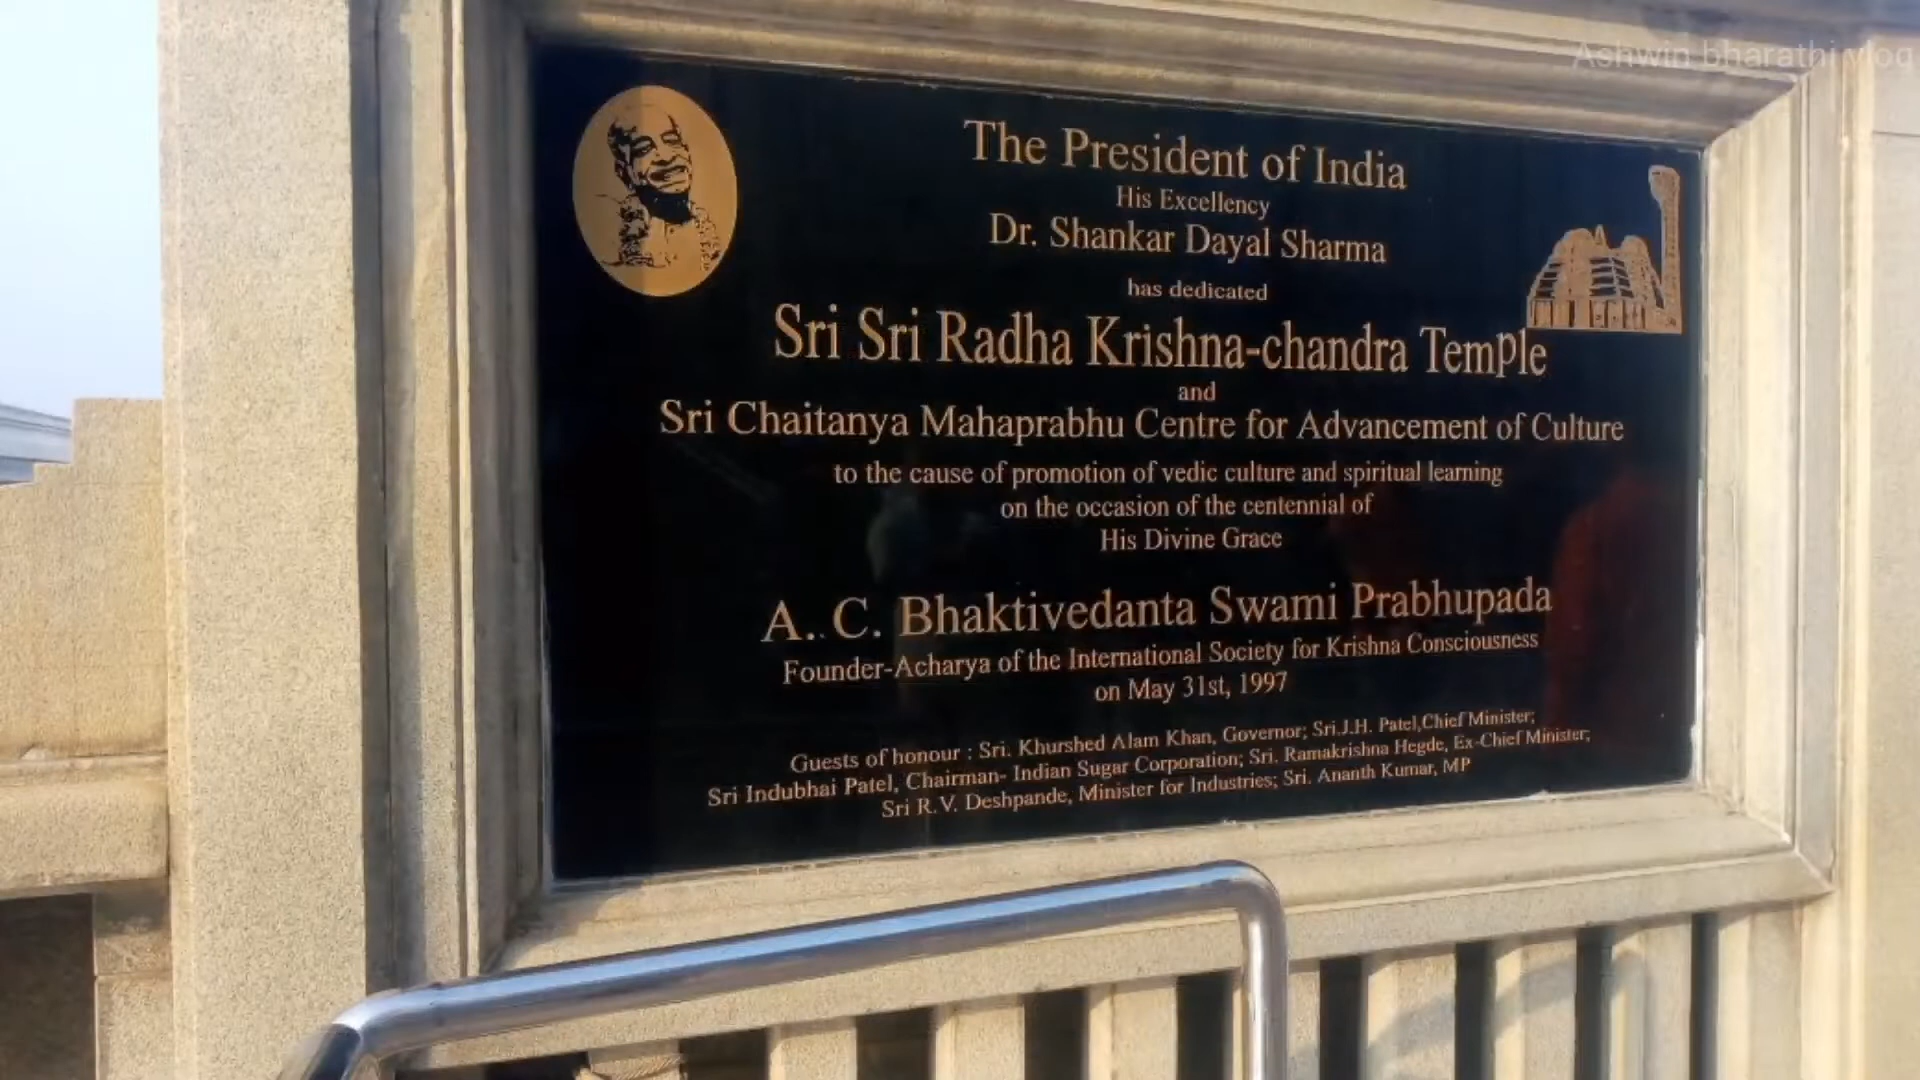 Ashwin bharathi vlog
The President of India
His Excellency
Dr. Shankar Dayal Sharma
has dedicated
Sri Sri Radha Krishna-chandra Temple
and
Sri Chaitanya Mahaprabhu Centre for Advancement of Culture
to the cause of promotion of vedic culture and spiritual learning
on the occasion of the centennial of
His Divine Grace
A. C. Bhaktivedanta Swami Prabhupada
Founder-Acharya of the International Society for Krishna Consciousness
on May 31st, 1997
Guests of honour : Sri. Khurshed Alam Khan, Governor; Sri.J.H. Patel,Chief Minister;
Sri Indubhai Patel, Chairman- Indian Sugar Corporation; Sri. Ramakrishna Hegde, Ex-Chief Minister;
Sri R.V. Deshpande, Minister for Industries; Sri. Ananth Kumar, MP